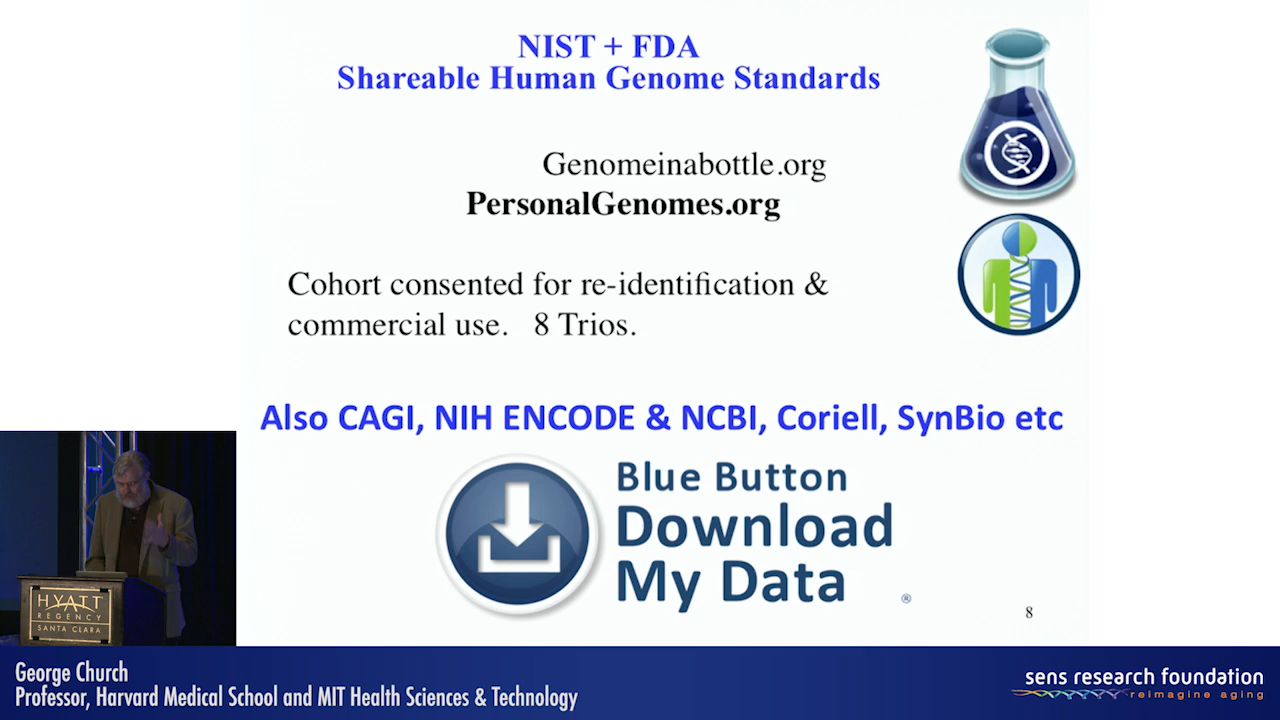 NIST + FDA
Shareable Human Genome Standards
Genomeinabottle.org
PersonalGenomes.org
Cohort consented for re-identification &
commercial use. 8 Trios.
Also CAGI, NIH ENCODE & NCBI, Coriell, SynBio etc
Blue Button
Download
My Data
®
8
HYATT
REGENCY
SANTA CLARA
George Church
Professor, Harvard Medical School and MIT Health Sciences & Technology
sens research foundation
reimagine aging